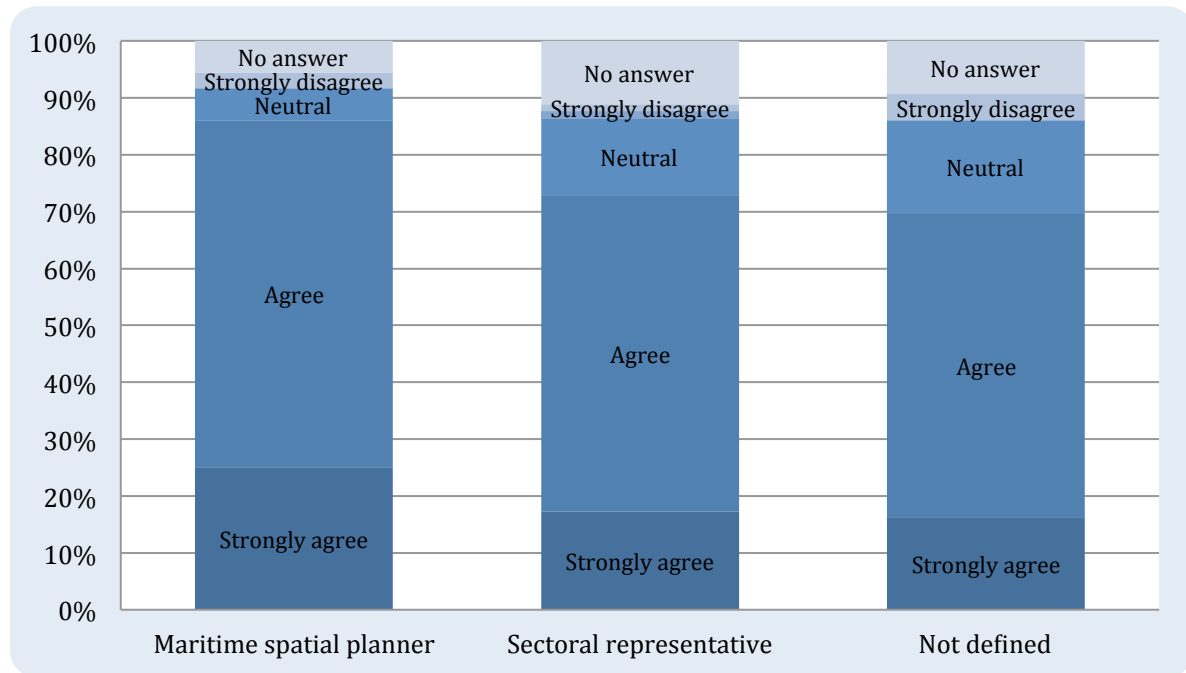 100%
90%
80%
70%
60%
50%
40%
30%
20%
10%
0%
No answer
Strongly disagree
Neutral
Agree
Strongly agree
No answer
Strongly disagree
Neutral
Agree
Strongly agree
No answer
Strongly disagree
Neutral
Agree
Strongly agree
Maritime spatial planner
Sectoral representative
Not defined